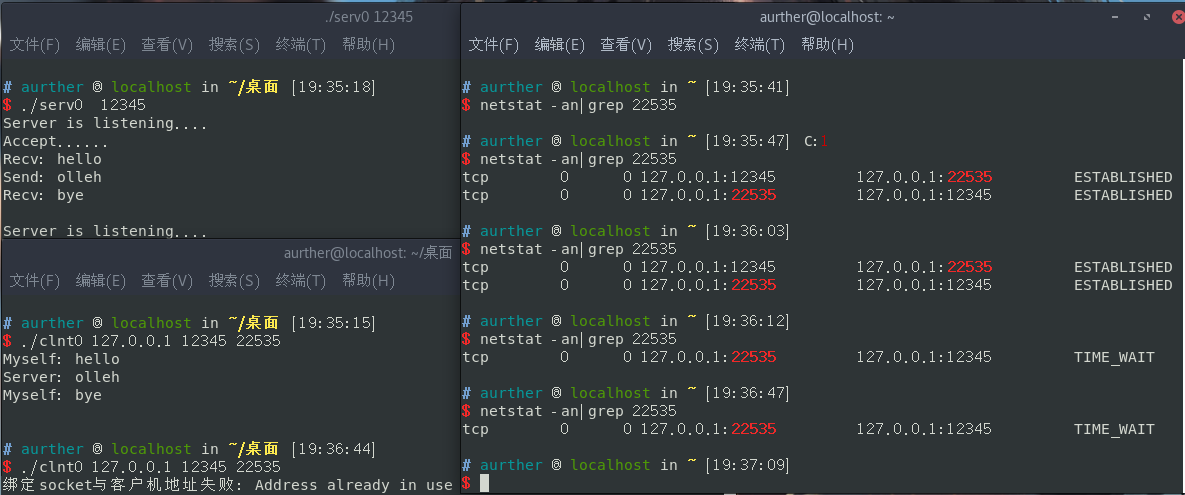 ./serv0 12345
文件(F) 编辑(E) 查看(V) 搜索(S) 终端(T) 帮助(H)
# aurther @ localhost in ~/桌面 [19:35:18]
$ ./serv0 12345
Server is listening....
Accept......
Recv: hello
Send: olleh
Recv: bye
Server is listening....
aurther@localhost: ~/桌面
文件(F) 编辑(E) 查看(V) 搜索(S) 终端(T) 帮助(H)
# aurther @ localhost in ~/桌面 [19:35:15]
$ ./clnt0 127.0.0.1 12345 22535
Myself: hello
Server: olleh
Myself: bye
# aurther @ localhost in ~/桌面 [19:36:44]
$ ./clnt0 127.0.0.1 12345 22535
绑定socket与客户机地址失败: Address already in use
aurther@localhost: ~
文件(F) 编辑(E) 查看(V) 搜索(S) 终端(T) 帮助(H)
# aurther @ localhost in ~ [19:35:41]
$ netstat -an|grep 22535
# aurther @ localhost in ~ [19:35:47] C:1
$ netstat -an|grep 22535
tcp 0 0 127.0.0.1:12345 127.0.0.1:22535 ESTABLISHED
tcp 0 0 127.0.0.1:22535 127.0.0.1:12345 ESTABLISHED
# aurther @ localhost in ~ [19:36:03]
$ netstat -an|grep 22535
tcp 0 0 127.0.0.1:12345 127.0.0.1:22535 ESTABLISHED
tcp 0 0 127.0.0.1:22535 127.0.0.1:12345 ESTABLISHED
# aurther @ localhost in ~ [19:36:12]
$ netstat -an|grep 22535
tcp 0 0 127.0.0.1:22535 127.0.0.1:12345 TIME_WAIT
# aurther @ localhost in ~ [19:36:47]
$ netstat -an|grep 22535
tcp 0 0 127.0.0.1:22535 127.0.0.1:12345 TIME_WAIT
# aurther @ localhost in ~ [19:37:09]
$